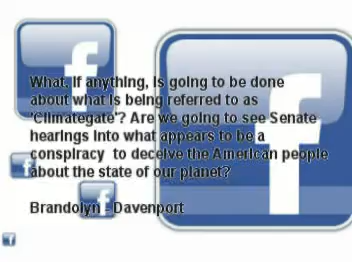 What, if anything, is going to be done
about what is being referred to as
'Climategate'? Are we going to see Senate
hearings into what appears to be a
conspiracy to deceive the American people
about the state of our planet?
Brandolyn - Davenport